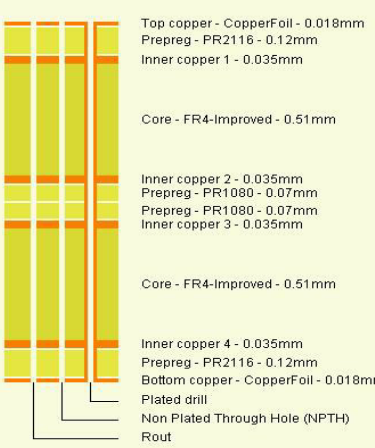 Top copper - CopperFoil - 0.018mm
Prepreg - PR2116 - 0.12mm
Inner copper 1 - 0.035mm
Core - FR4-Improved - 0.51mm
Inner copper 2 - 0.035mm
Prepreg - PR1080 - 0.07mm
Prepreg - PR1080 - 0.07mm
Inner copper 3 - 0.035mm
Core - FR4-Improved - 0.51mm
Inner copper 4 - 0.035mm
Prepreg - PR2116 - 0.12mm
Bottom copper - CopperFoil - 0.018m
Plated drill
Non Plated Through Hole (NPTH)
Rout